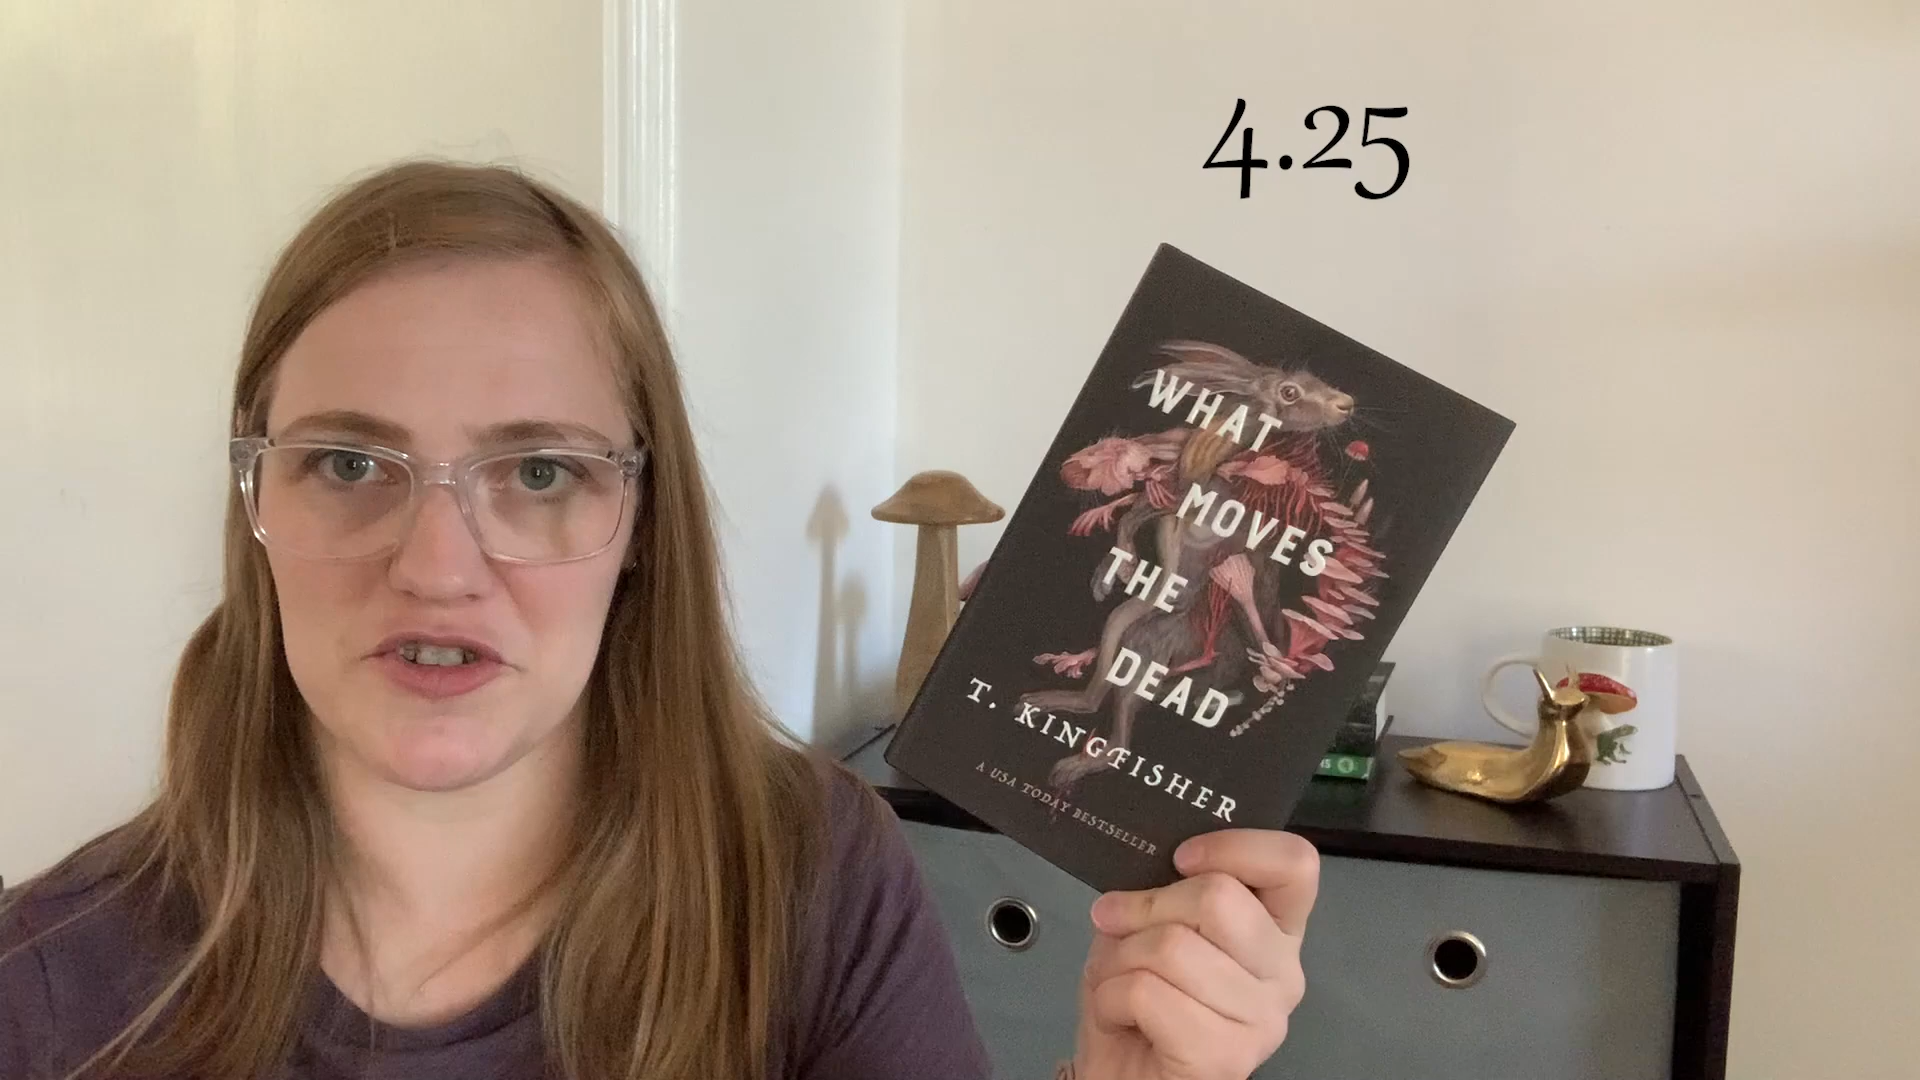 4.25
WHAT
MOVES
THE
DEAD
T. KINGFISHER
A USA TODAY BESTSELLER